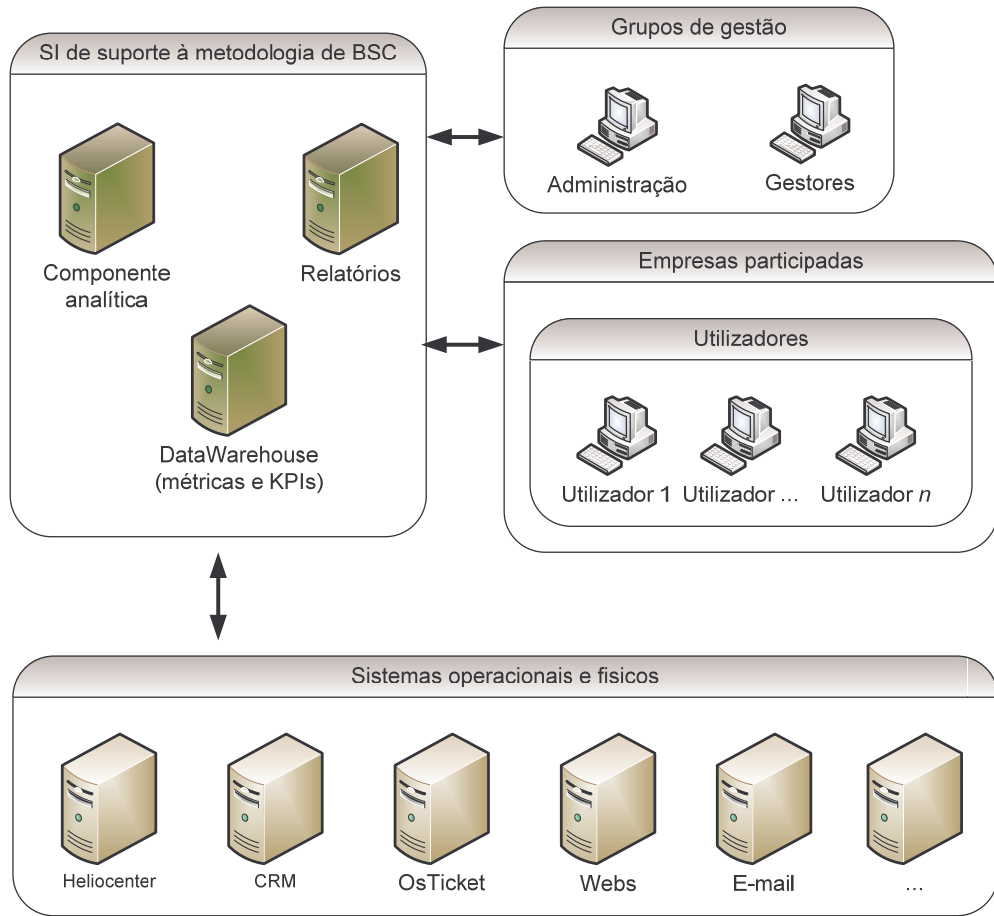 SI de suporte à metodologia de BSC
Componente
analítica
Relatórios
DataWarehouse
(métricas e KPIs)
Grupos de gestão
Administração
Gestores
Empresas participadas
Utilizadores
Utilizador 1
Utilizador ...
Utilizador n
Sistemas operacionais e fisicos
Heliocenter
CRM
OsTicket
Webs
E-mail
...